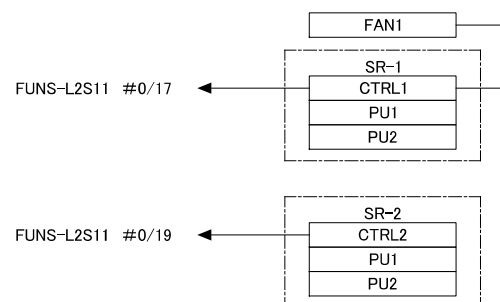 FAN1
SR-1
FUNS-L2S11 #0/17
CTRL1
PU1
PU2
SR-2
FUNS-L2S11 #0/19
CTRL2
PU1
PU2